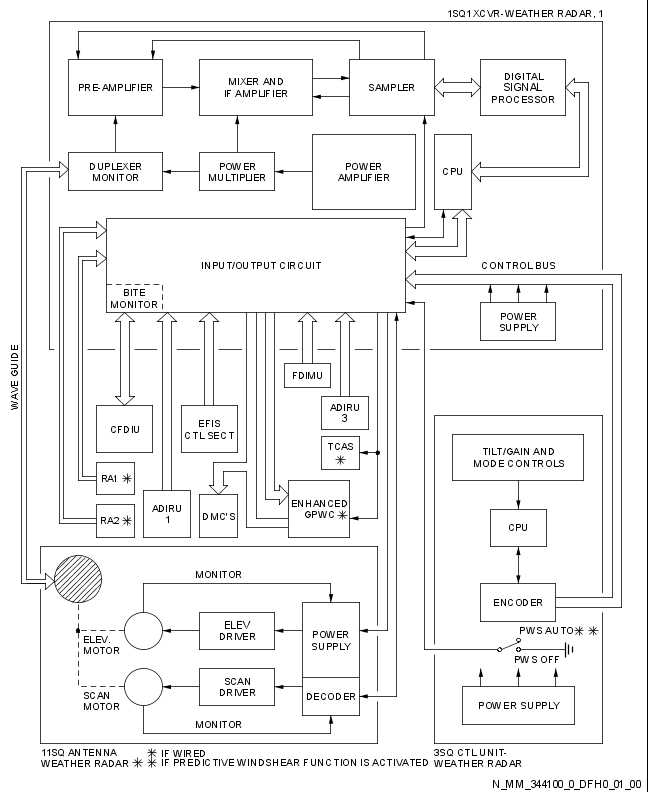 1SQ1 XCVR-WEATHER RADAR, 1
PRE-AMPLIFIER
MIXER AND
IF AMPLIFIER
SAMPLER
DIGITAL
SIGNAL
PROCESSOR
DUPLEXER
MONITOR
POWER
MULTIPLIER
POWER
AMPLIFIER
CPU
INPUT/OUTPUT CIRCUIT
BITE
MONITOR
CONTROL BUS
POWER
SUPPLY
WAVE GUIDE
FDIMU
CFDIU
EFIS
CTL SECT
ADIRU
3
TCAS
✳
RA1 ✳
RA2 ✳
ADIRU
1
DMC'S
ENHANCED
GPWC ✳
TILT/GAIN AND
MODE CONTROLS
CPU
ENCODER
PWS AUTO ✳ ✳
PWS OFF
POWER SUPPLY
MONITOR
ELEV.
MOTOR
ELEV
DRIVER
POWER
SUPPLY
SCAN
MOTOR
SCAN
DRIVER
DECODER
MONITOR
11SQ ANTENNA
WEATHER RADAR
✳ IF WIRED
✳ ✳ IF PREDICTIVE WINDSHEAR FUNCTION IS ACTIVATED
3SQ CTL UNIT-
WEATHER RADAR
N_MM_344100_0_DFH0_01_00